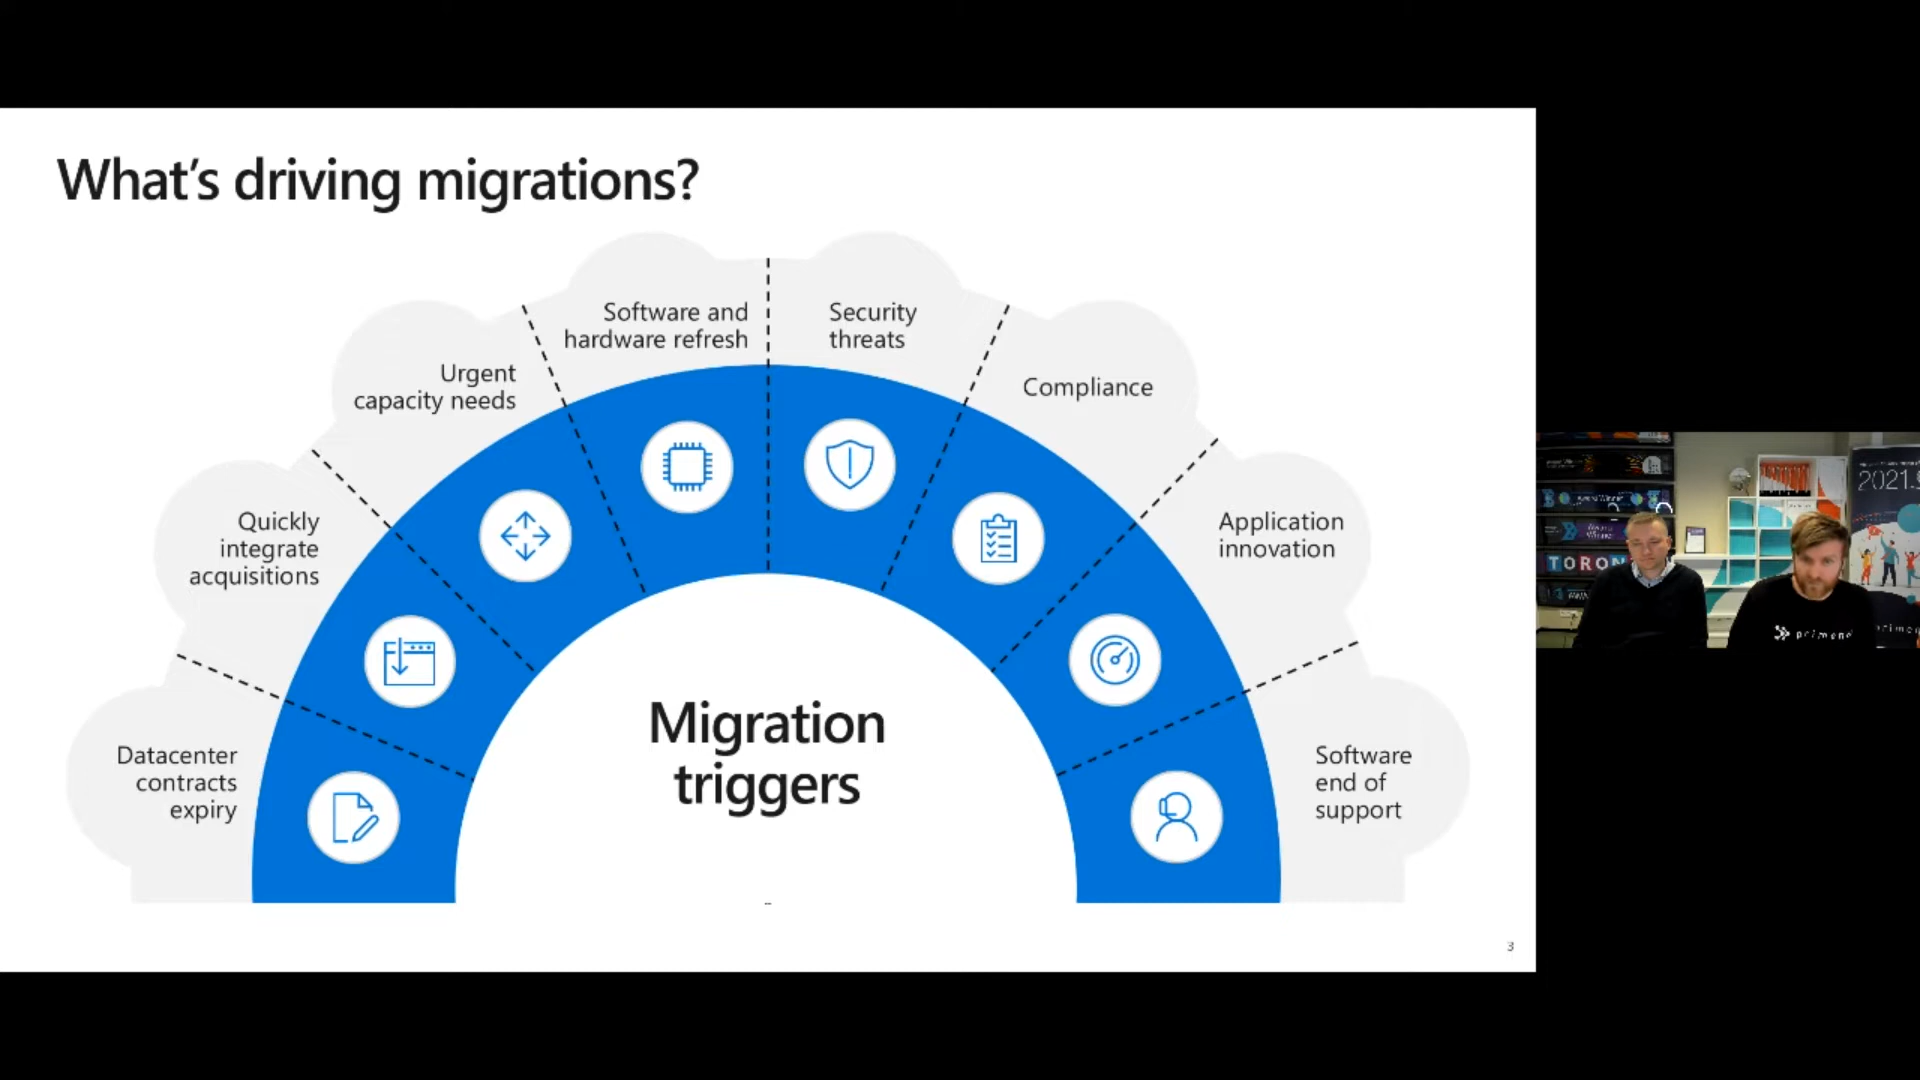 What's driving migrations?
Software and
hardware refresh
Security
threats
Urgent
capacity needs
Compliance
Quickly
integrate
acquisitions
Application
innovation
Datacenter
contracts
expiry
Software
end of
support
Migration
triggers
3
2021
TORON
primend